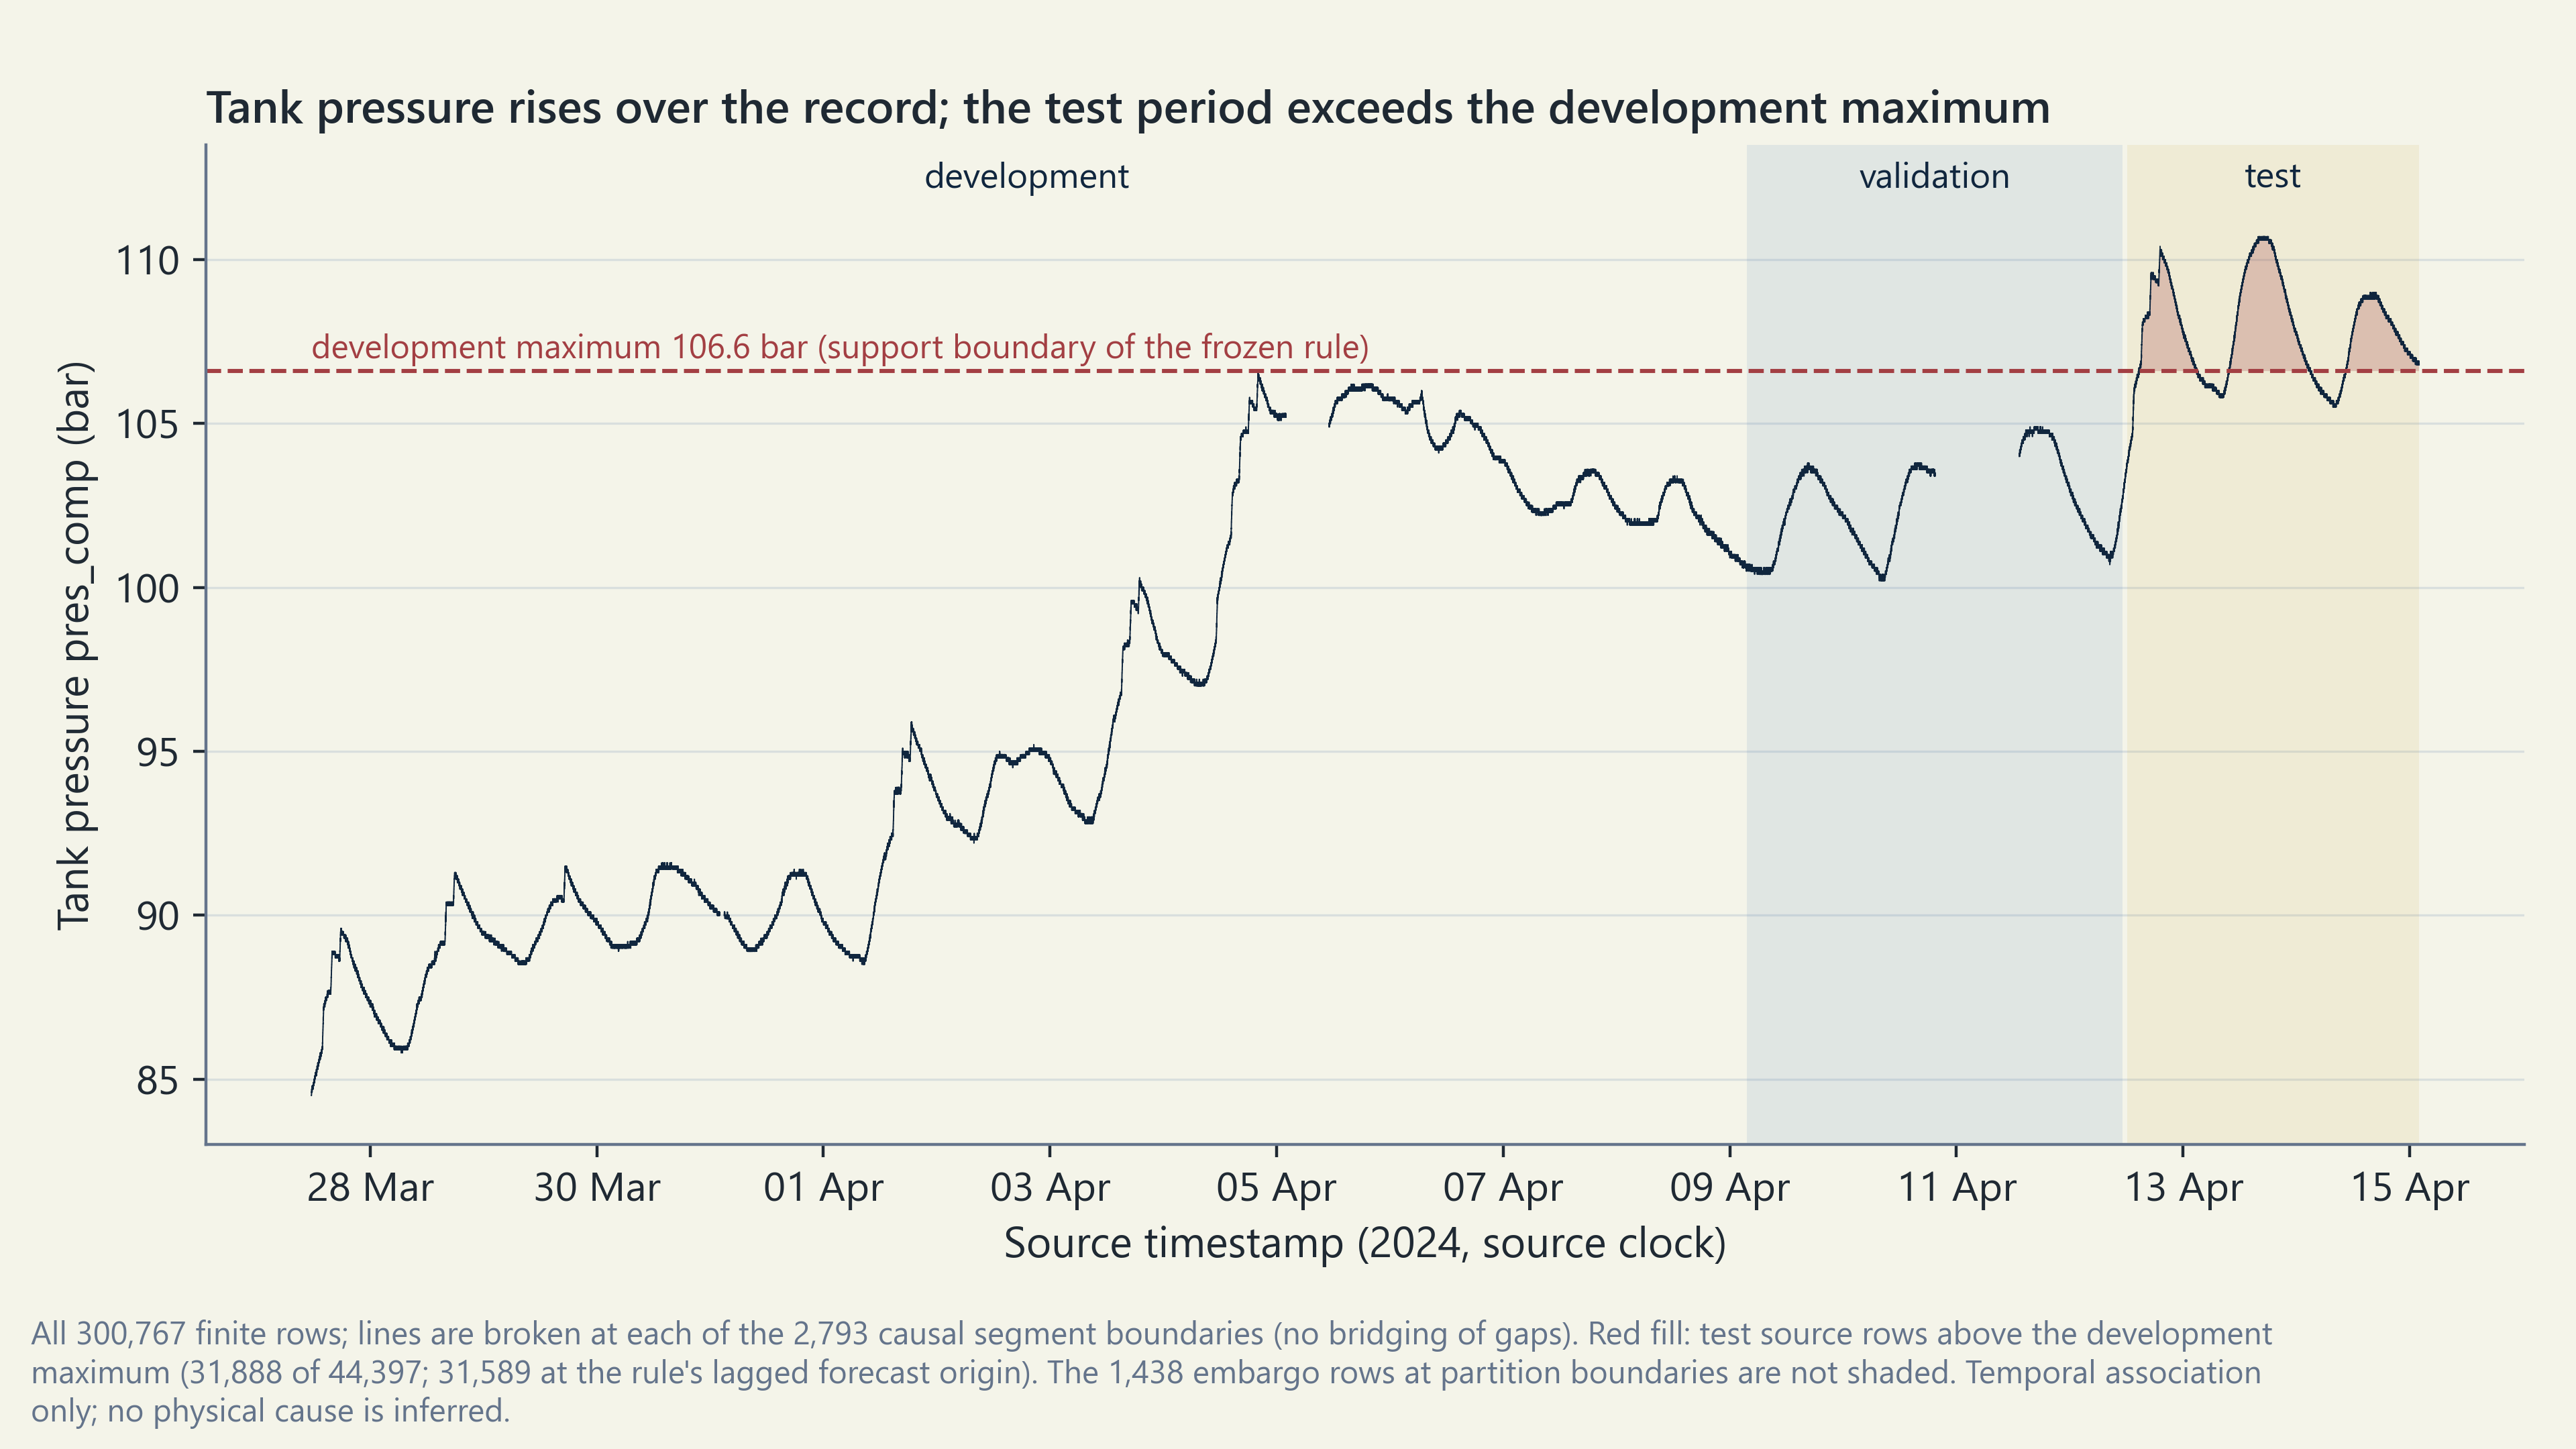 Tank pressure rises over the record; the test period exceeds the development maximum
development
validation
test
110
105
100
95
90
85
Tank pressure pres_comp (bar)
development maximum 106.6 bar (support boundary of the frozen rule)
28 Mar
30 Mar
01 Apr
03 Apr
05 Apr
07 Apr
09 Apr
11 Apr
13 Apr
15 Apr
Source timestamp (2024, source clock)
All 300,767 finite rows; lines are broken at each of the 2,793 causal segment boundaries (no bridging of gaps). Red fill: test source rows above the development
maximum (31,888 of 44,397; 31,589 at the rule's lagged forecast origin). The 1,438 embargo rows at partition boundaries are not shaded. Temporal association
only; no physical cause is inferred.